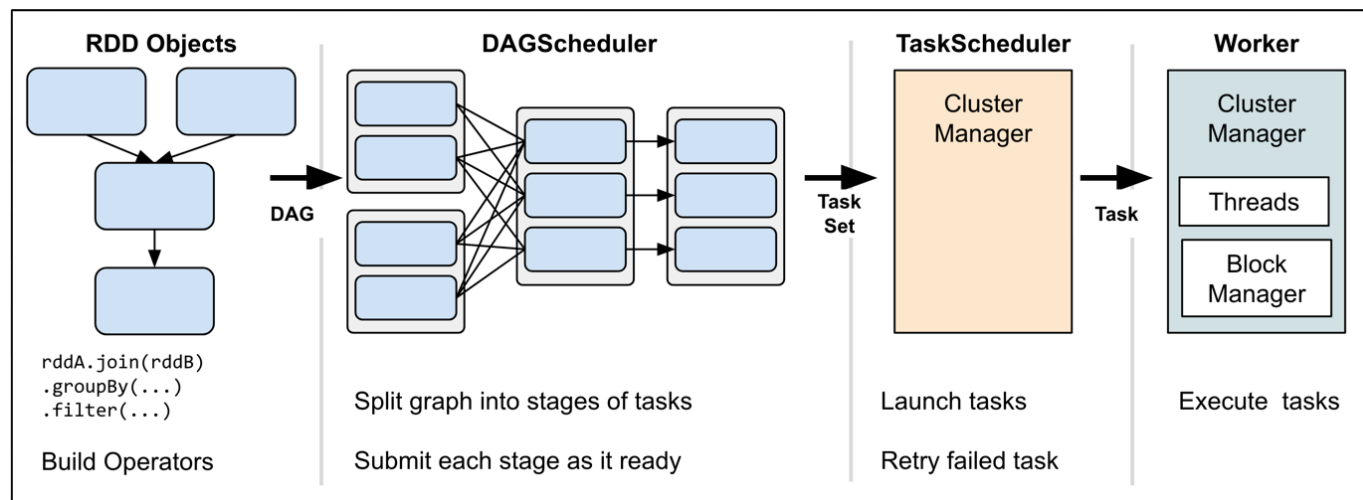 RDD Objects
DAGScheduler
TaskScheduler
Worker
Cluster
Manager
Cluster
Manager
DAG
Task
Set
Task
Threads
Block
Manager
rddA.join(rddB)
.groupBy(...)
.filter(...)
Split graph into stages of tasks
Launch tasks
Execute tasks
Build Operators
Submit each stage as it ready
Retry failed task